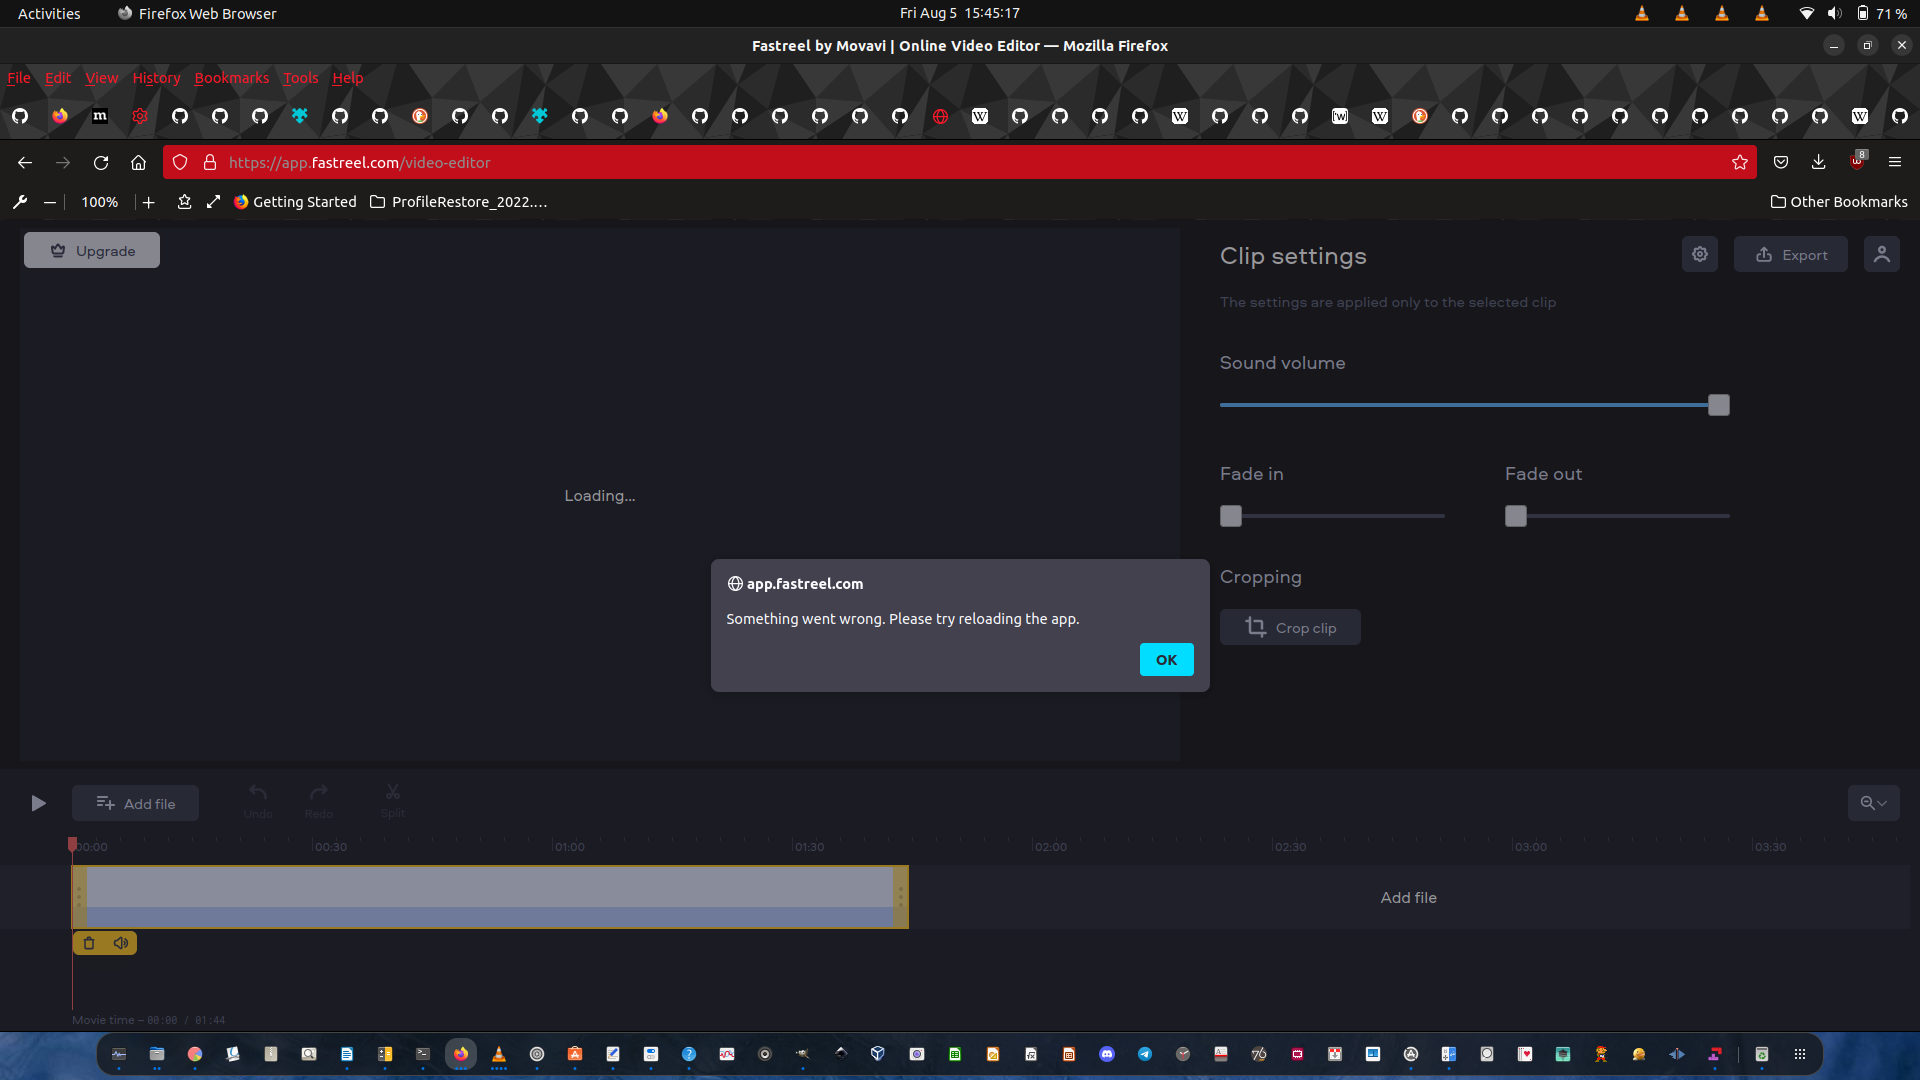 Activities
Firefox Web Browser
Fri Aug 5 15:45:17
71 %
Fastreel by Movavi | Online Video Editor — Mozilla Firefox
File Edit View History Bookmarks Tools Help
https://app.fastreel.com/video-editor
8
100%
Getting Started
ProfileRestore_2022....
Other Bookmarks
Upgrade
Clip settings
Export
The settings are applied only to the selected clip
Sound volume
Loading...
Fade in
Fade out
Cropping
Crop clip
app.fastreel.com
Something went wrong. Please try reloading the app.
OK
Add file
Undo
Redo
Split
00:00
00:30
01:00
01:30
02:00
02:30
03:00
03:30
Add file
Movie time – 00:00 / 01:44